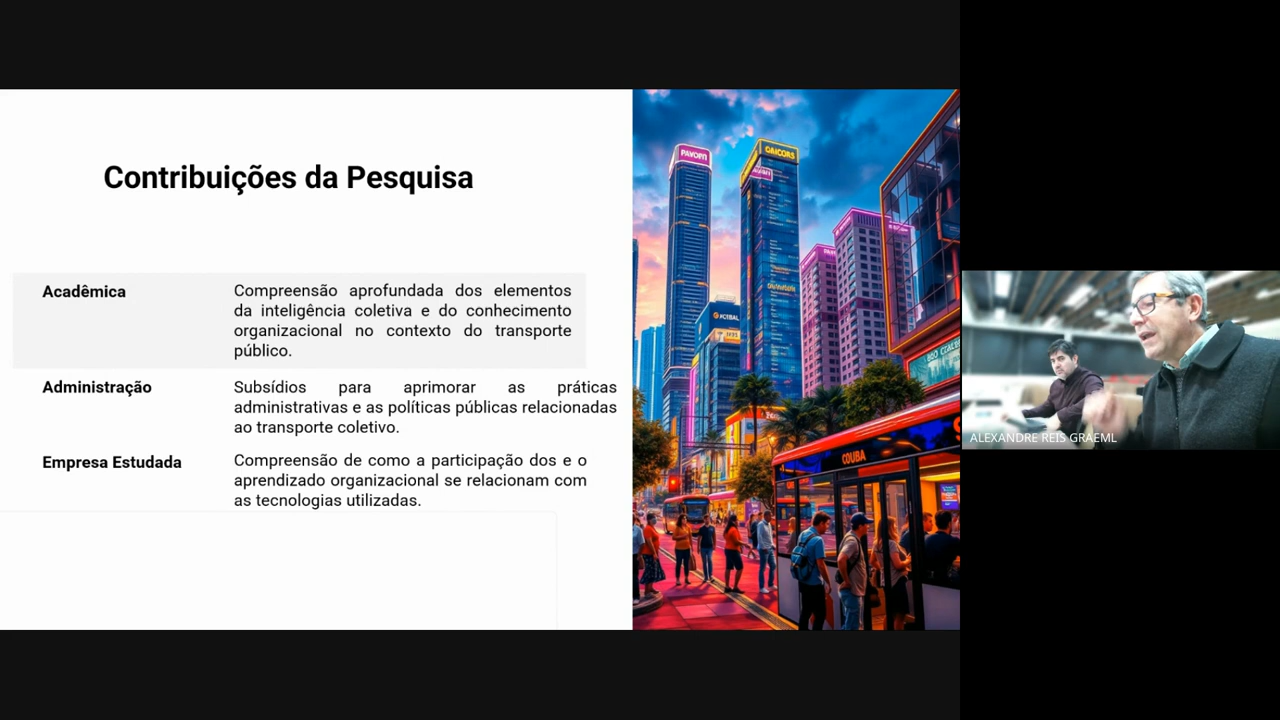 Contribuições da Pesquisa
Acadêmica
Compreensão aprofundada dos elementos
da inteligência coletiva e do conhecimento
organizacional no contexto do transporte
público.
Administração
Subsídios para aprimorar as práticas
administrativas e as políticas públicas relacionadas
ao transporte coletivo.
Empresa Estudada
Compreensão de como a participação dos e o
aprendizado organizacional se relacionam com
as tecnologias utilizadas.
COUBA
ALEXANDRE REIS GRAEML